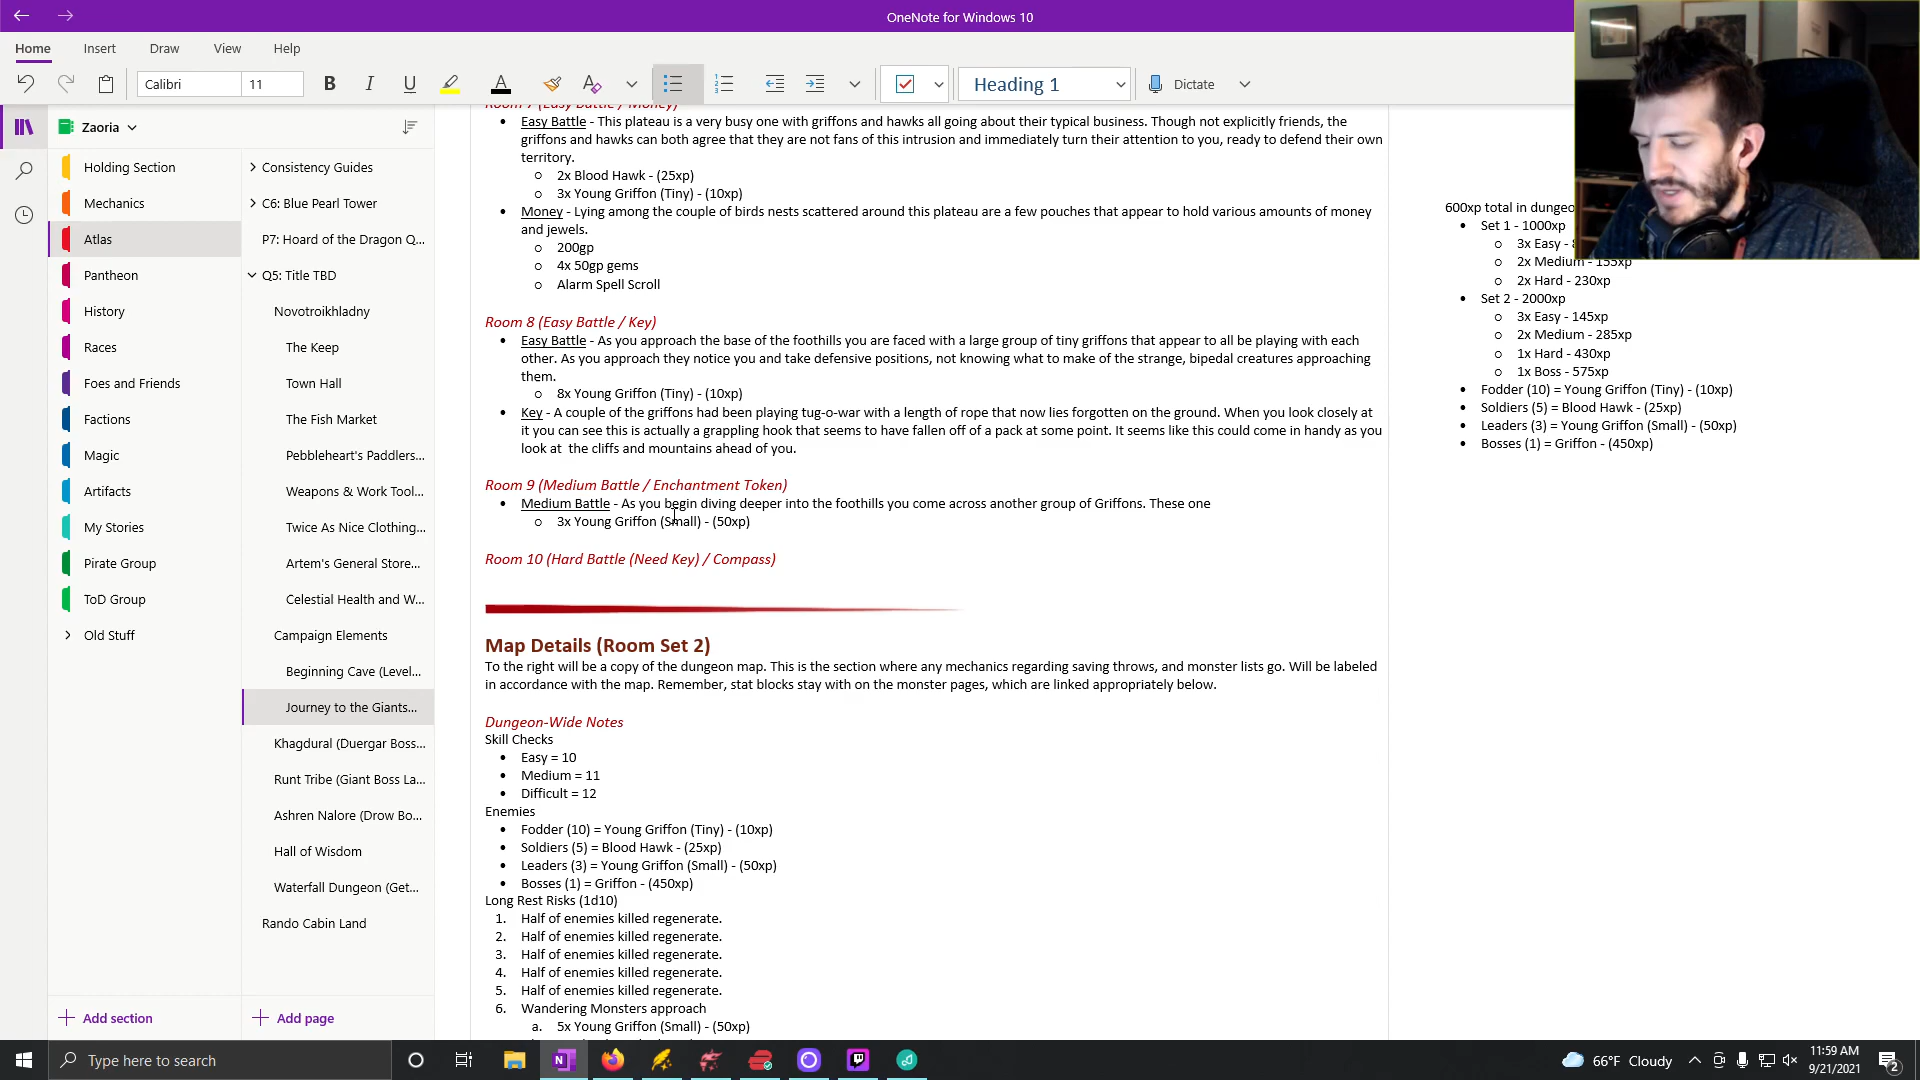 OneNote for Windows 10
Home
Insert
Draw
View
Help
Calibri
11
B
I
U
A
A
Heading 1
Dictate
Zaoria
Holding Section
Mechanics
Atlas
Pantheon
History
Races
Foes and Friends
Factions
Magic
Artifacts
My Stories
Pirate Group
ToD Group
Old Stuff
Add section
Consistency Guides
C6: Blue Pearl Tower
P7: Hoard of the Dragon Q...
Q5: Title TBD
Novotroikhladny
The Keep
Town Hall
The Fish Market
Pebbleheart's Paddlers...
Weapons & Work Tool...
Twice As Nice Clothing...
Artem's General Store...
Celestial Health and W...
Campaign Elements
Beginning Cave (Level...
Journey to the Giants...
Khagdural (Duergar Boss...
Runt Tribe (Giant Boss La...
Ashren Nalore (Drow Bo...
Hall of Wisdom
Waterfall Dungeon (Get...
Rando Cabin Land
Add page
Room 7 (Easy Battle / Money)
• Easy Battle - This plateau is a very busy one with griffons and hawks all going about their typical business. Though not explicitly friends, the
griffons and hawks can both agree that they are not fans of this intrusion and immediately turn their attention to you, ready to defend their own
territory.
o 2x Blood Hawk - (25xp)
o 3x Young Griffon (Tiny) - (10xp)
• Money - Lying among the couple of birds nests scattered around this plateau are a few pouches that appear to hold various amounts of money
and jewels.
o 200gp
o 4x 50gp gems
o Alarm Spell Scroll
Room 8 (Easy Battle / Key)
• Easy Battle - As you approach the base of the foothills you are faced with a large group of tiny griffons that appear to all be playing with each
other. As you approach they notice you and take defensive positions, not knowing what to make of the strange, bipedal creatures approaching
them.
o 8x Young Griffon (Tiny) - (10xp)
• Key - A couple of the griffons had been playing tug-o-war with a length of rope that now lies forgotten on the ground. When you look closely at
it you can see this is actually a grappling hook that seems to have fallen off of a pack at some point. It seems like this could come in handy as you
look at the cliffs and mountains ahead of you.
Room 9 (Medium Battle / Enchantment Token)
• Medium Battle - As you begin diving deeper into the foothills you come across another group of Griffons. These one
o 3x Young Griffon (Small) - (50xp)
Room 10 (Hard Battle (Need Key) / Compass)
Map Details (Room Set 2)
To the right will be a copy of the dungeon map. This is the section where any mechanics regarding saving throws, and monster lists go. Will be labeled
in accordance with the map. Remember, stat blocks stay with on the monster pages, which are linked appropriately below.
Dungeon-Wide Notes
Skill Checks
• Easy = 10
• Medium = 11
• Difficult = 12
Enemies
• Fodder (10) = Young Griffon (Tiny) - (10xp)
• Soldiers (5) = Blood Hawk - (25xp)
• Leaders (3) = Young Griffon (Small) - (50xp)
• Bosses (1) = Griffon - (450xp)
Long Rest Risks (1d10)
1. Half of enemies killed regenerate.
2. Half of enemies killed regenerate.
3. Half of enemies killed regenerate.
4. Half of enemies killed regenerate.
5. Half of enemies killed regenerate.
6. Wandering Monsters approach
a. 5x Young Griffon (Small) - (50xp)
600xp total in
• Set 1 - 1000xp
o 3x Easy -
o 2x Medium - 155xp
o 2x Hard - 230xp
• Set 2 - 2000xp
o 3x Easy - 145xp
o 2x Medium - 285xp
o 1x Hard - 430xp
o 1x Boss - 575xp
• Fodder (10) = Young Griffon (Tiny) - (10xp)
• Soldiers (5) = Blood Hawk - (25xp)
• Leaders (3) = Young Griffon (Small) - (50xp)
• Bosses (1) = Griffon - (450xp)
Type here to search
66°F Cloudy
11:59 AM
9/21/2021
2